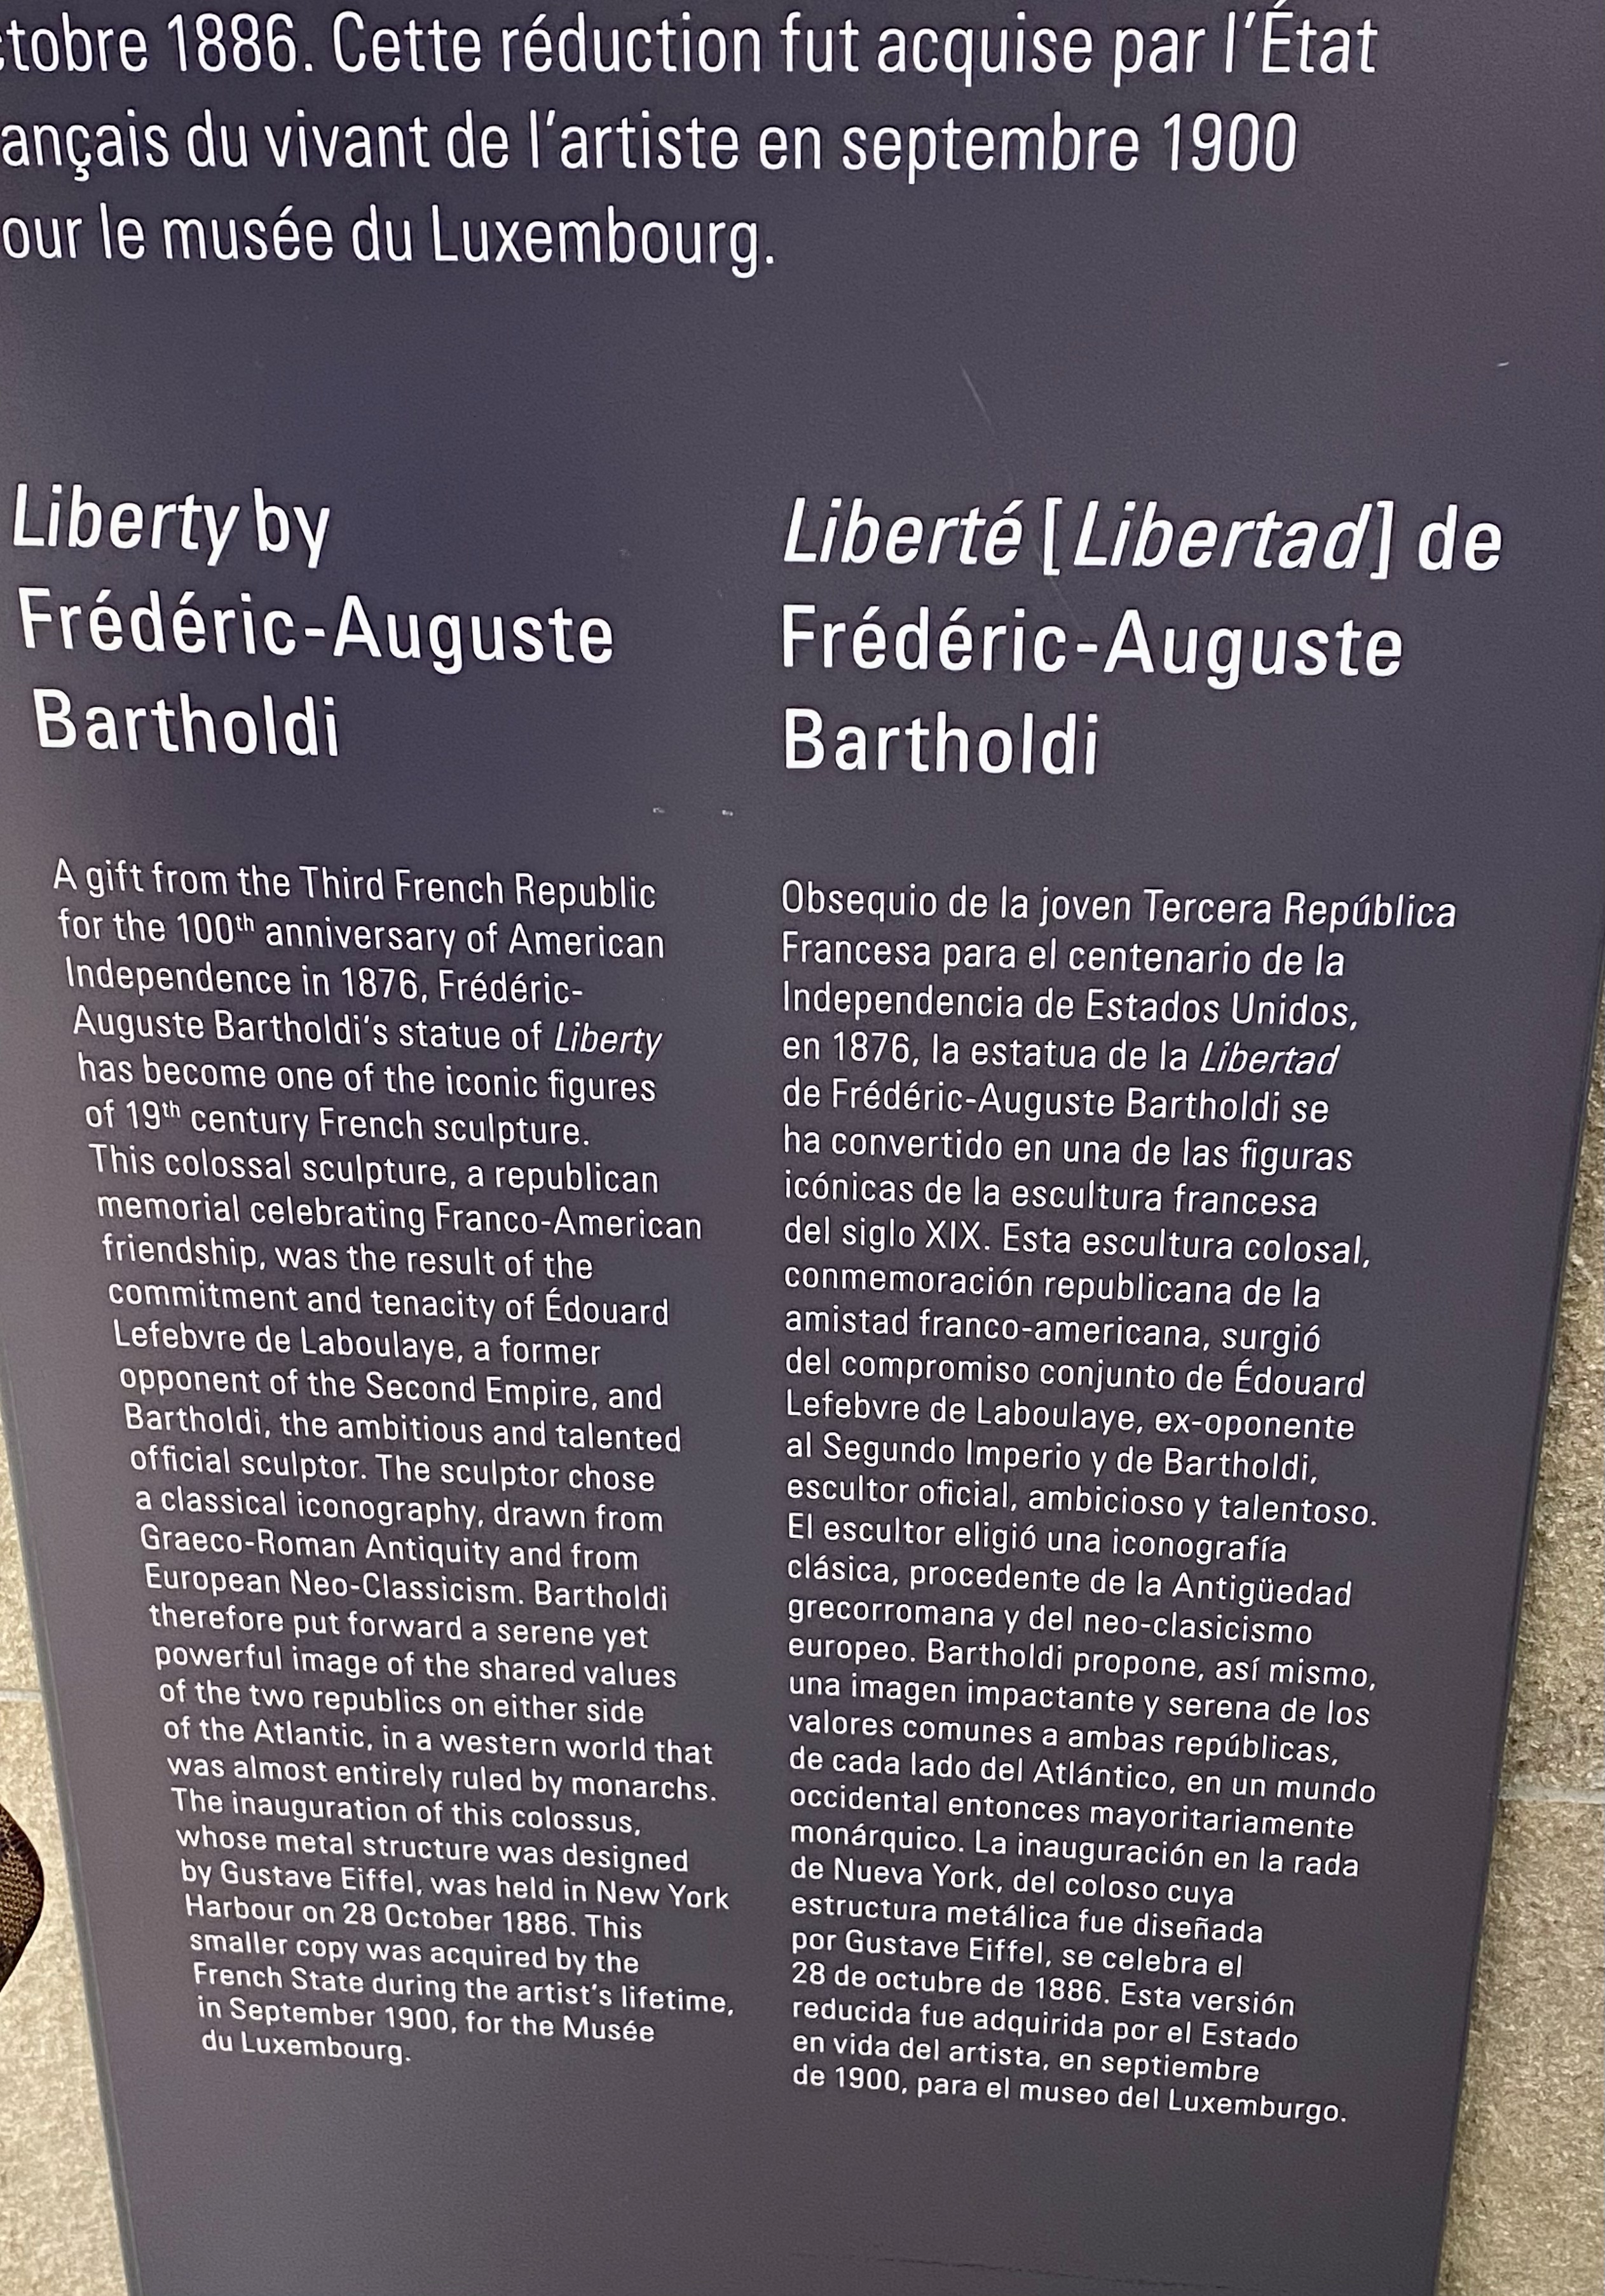 1886. Cette réduction fut acquise par l'État
du vivant de l'artiste en septembre 1900
le musée du Luxembourg.
Liberty by
Frédéric-Auguste
Bartholdi
A gift from the Third French Republic
for the 100th anniversary of American
Independence in 1876, Frédéric-
Auguste Bartholdi's statue of Liberty
has become one of the iconic figures
of 19th century French sculpture.
This colossal sculpture, a republican
memorial celebrating Franco-American
friendship, was the result of the
commitment and tenacity of Édouard
Lefebvre de Laboulaye, a former
opponent of the Second Empire, and
Bartholdi, the ambitious and talented
official sculptor. The sculptor chose
a classical iconography, drawn from
Graeco-Roman Antiquity and from
European Neo-Classicism. Bartholdi
therefore put forward a serene yet
powerful image of the shared values
of the two republics on either side
of the Atlantic, in a western world that
was almost entirely ruled by monarchs.
The inauguration of this colossus,
whose metal structure was designed
by Gustave Eiffel, was held in New York
Harbour on 28 October 1886. This
smaller copy was acquired by the
French State during the artist's lifetime,
in September 1900, for the Musée
du Luxembourg.
Liberté [Libertad] de
Frédéric-Auguste
Bartholdi
Obsequio de la joven Tercera República
Francesa para el centenario de la
Independencia de Estados Unidos,
en 1876, la estatua de la Libertad
de Frédéric-Auguste Bartholdi se
ha convertido en una de las figuras
icónicas de la escultura francesa
del siglo XIX. Esta escultura colosal,
conmemoración republicana de la
amistad franco-americana, surgió
del compromiso conjunto de Édouard
Lefebvre de Laboulaye, ex-oponente
al Segundo Imperio y de Bartholdi,
escultor oficial, ambicioso y talentoso.
El escultor eligió una iconografía
clásica, procedente de la Antigüedad
grecorromana y del neo-clasicismo
europeo. Bartholdi propone, así mismo,
una imagen impactante y serena de los
valores comunes a ambas repúblicas,
de cada lado del Atlántico, en un mundo
occidental entonces mayoritariamente
monárquico. La inauguración en la rada
de Nueva York, del coloso cuya
estructura metálica fue diseñada
por Gustave Eiffel, se celebra el
28 de octubre de 1886. Esta versión
reducida fue adquirida por el Estado
en vida del artista, en septiembre
de 1900, para el museo del Luxemburgo.